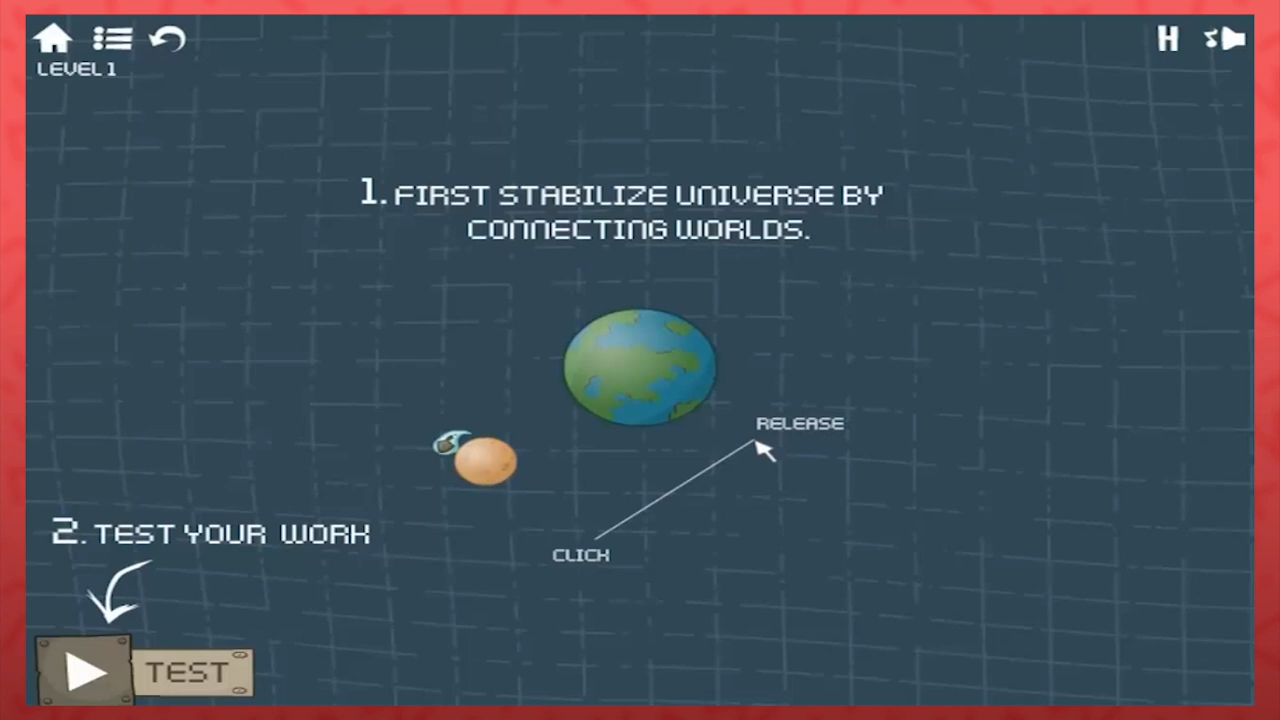 H
LEVEL 1
1. FIRST STABILIZE UNIVERSE BY
CONNECTING WORLDS.
RELEASE
2. TEST YOUR WORK
CLICK
TEST